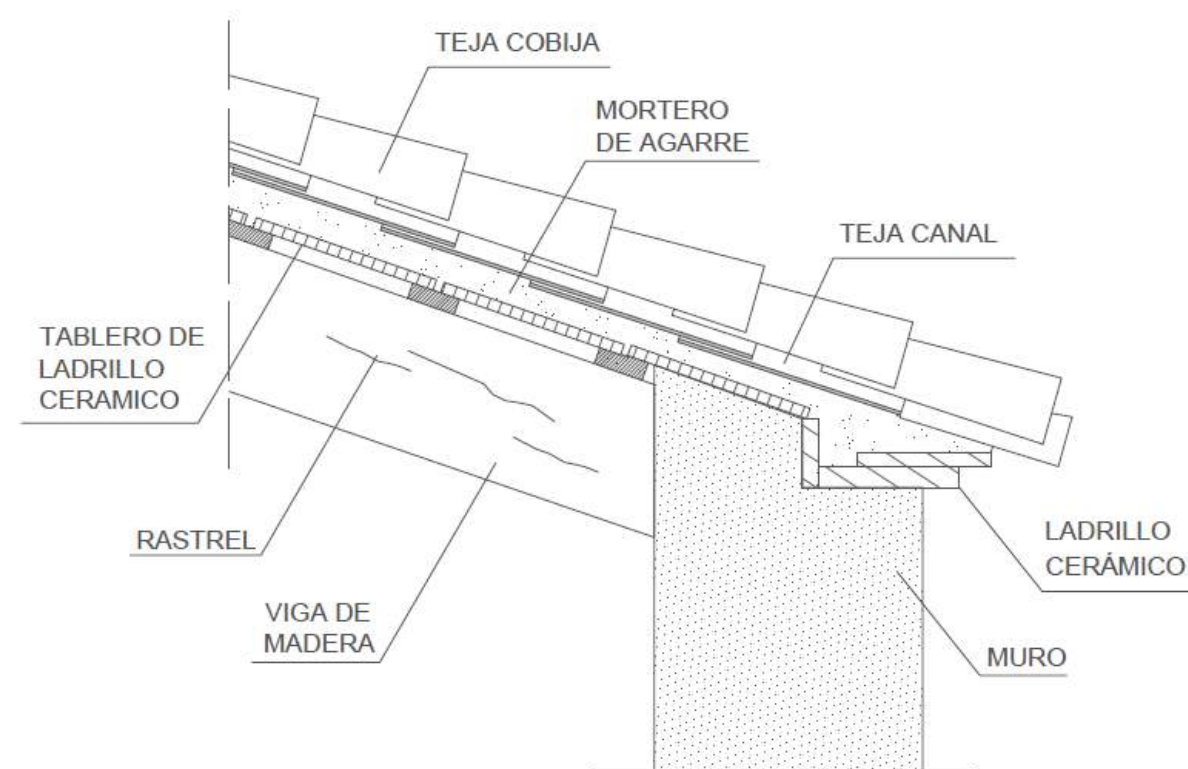 TEJA COBIJA
MORTERO
DE AGARRE
TEJA CANAL
TABLERO DE
LADRILLO
CERAMICO
RASTREL
VIGA DE
MADERA
LADRILLO
CERÁMICO
MURO